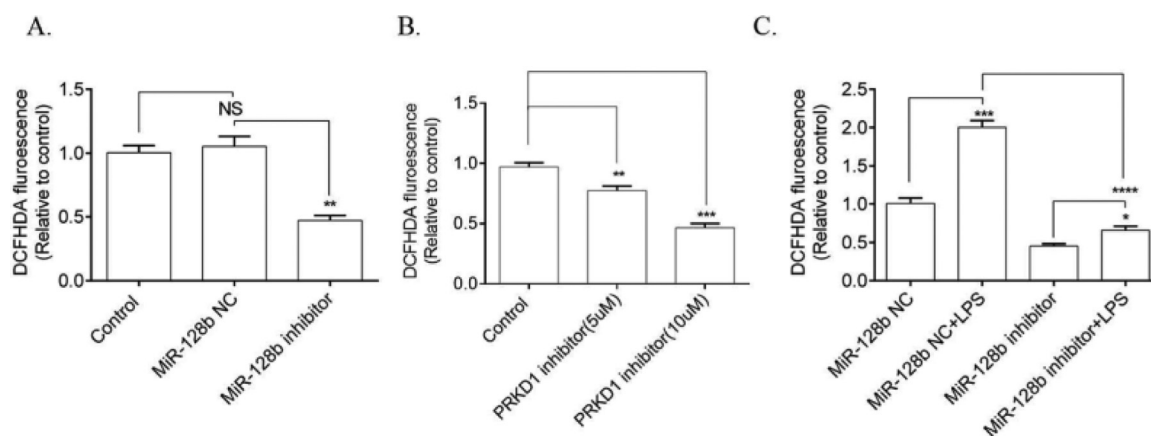 A.
DCFHDA fluroescence
(Relative to control)
1.5
1.0
0.5
0.0
NS
**
Control
MiR-128b NC
MiR-128b inhibitor
B.
DCFHDA fluroescence
(Relative to control)
1.5
1.0
0.5
0.0
**
***
Control
PRKD1 inhibitor(5uM)
PRKD1 inhibitor(10uM)
C.
DCFHDA fluroescence
(Relative to control)
2.5
2.0
1.5
1.0
0.5
0.0
***
****
*
MiR-128b NC
MiR-128b NC+LPS
MiR-128b inhibitor
MiR-128b inhibitor+LPS